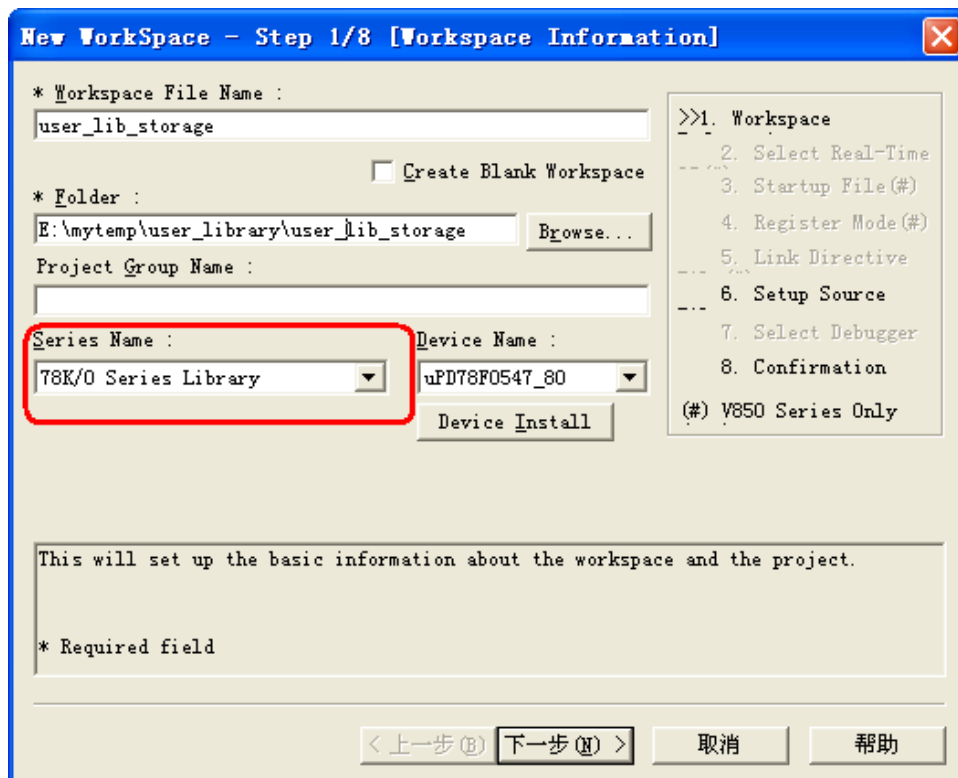 New WorkSpace - Step 1/8 [Workspace Information]
* Workspace File Name :
user_lib_storage
Create Blank Workspace
* Folder :
E:\mytemp\user_library\user_lib_storage
Browse...
Project Group Name :
Series Name :
Device Name :
78K/0 Series Library
uPD78F0547_80
Device Install
>>1. Workspace
2. Select Real-Time
3. Startup File(#)
4. Register Mode(#)
5. Link Directive
6. Setup Source
7. Select Debugger
8. Confirmation
(#) V850 Series Only
This will set up the basic information about the workspace and the project.
* Required field
< 上一步(B)
下一步(N) >
取消
帮助